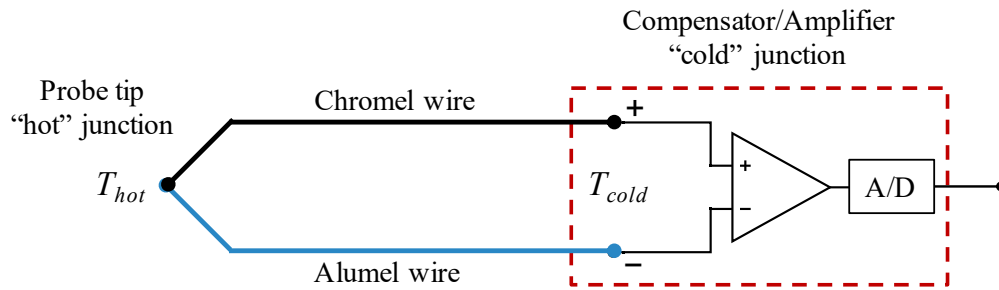 Compensator/Amplifier
“cold” junction
Probe tip
“hot” junction
Chromel wire
+
T_hot
T_cold
+
−
A/D
−
Alumel wire